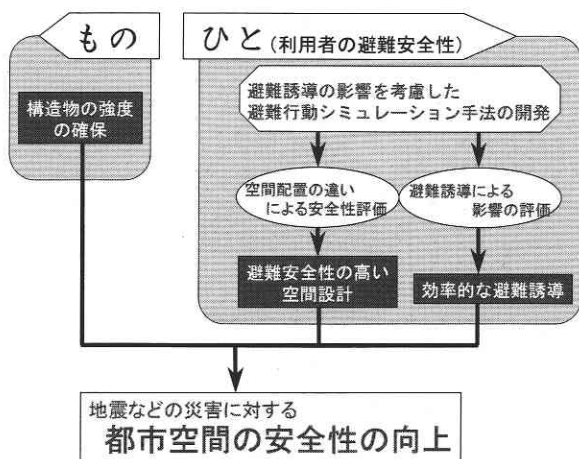 もの
ひと(利用者の避難安全性)
構造物の強度
の確保
避難誘導の影響を考慮した
避難行動シミュレーション手法の開発
空間配置の違い
による安全性評価
避難誘導による
影響の評価
避難安全性の高い
空間設計
効率的な避難誘導
地震などの災害に対する
都市空間の安全性の向上